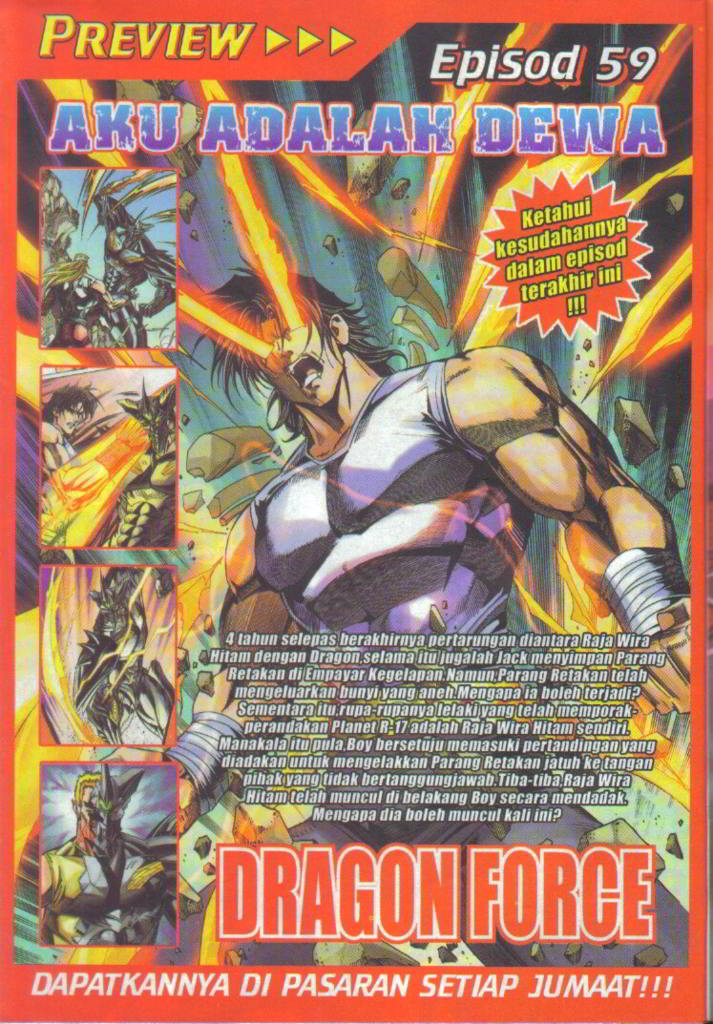 PREVIEW
Episod 59
AKU ADALAH DEWA
Ketahui
kesudahannya
dalam episod
terakhir ini
!!!
4 tahun selepas berakhirnya pertarungan diantara Raja Wira
Hitam dengan Dragon,selama itu jugalah Jack menyimpan Parang
Retakan di Empayar Kegelapan.Namun,Parang Retakan telah
mengeluarkan bunyi yang aneh.Mengapa ia boleh terjadi?
Sementara itu,rupa-rupanya lelaki yang telah memporak-
perandakan Planet R-17 adalah Raja Wira Hitam sendiri.
Manakala itu pula,Boy bersetuju memasuki pertandingan yang
diadakan untuk mengelakkan Parang Retakan jatuh ke tangan
pihak yang tidak bertanggungjawab.Tiba-tiba,Raja Wira
Hitam telah muncul di belakang Boy secara mendadak.
Mengapa dia boleh muncul kali ini?
DRAGON FORCE
DAPATKANNYA DI PASARAN SETIAP JUMAAT!!!